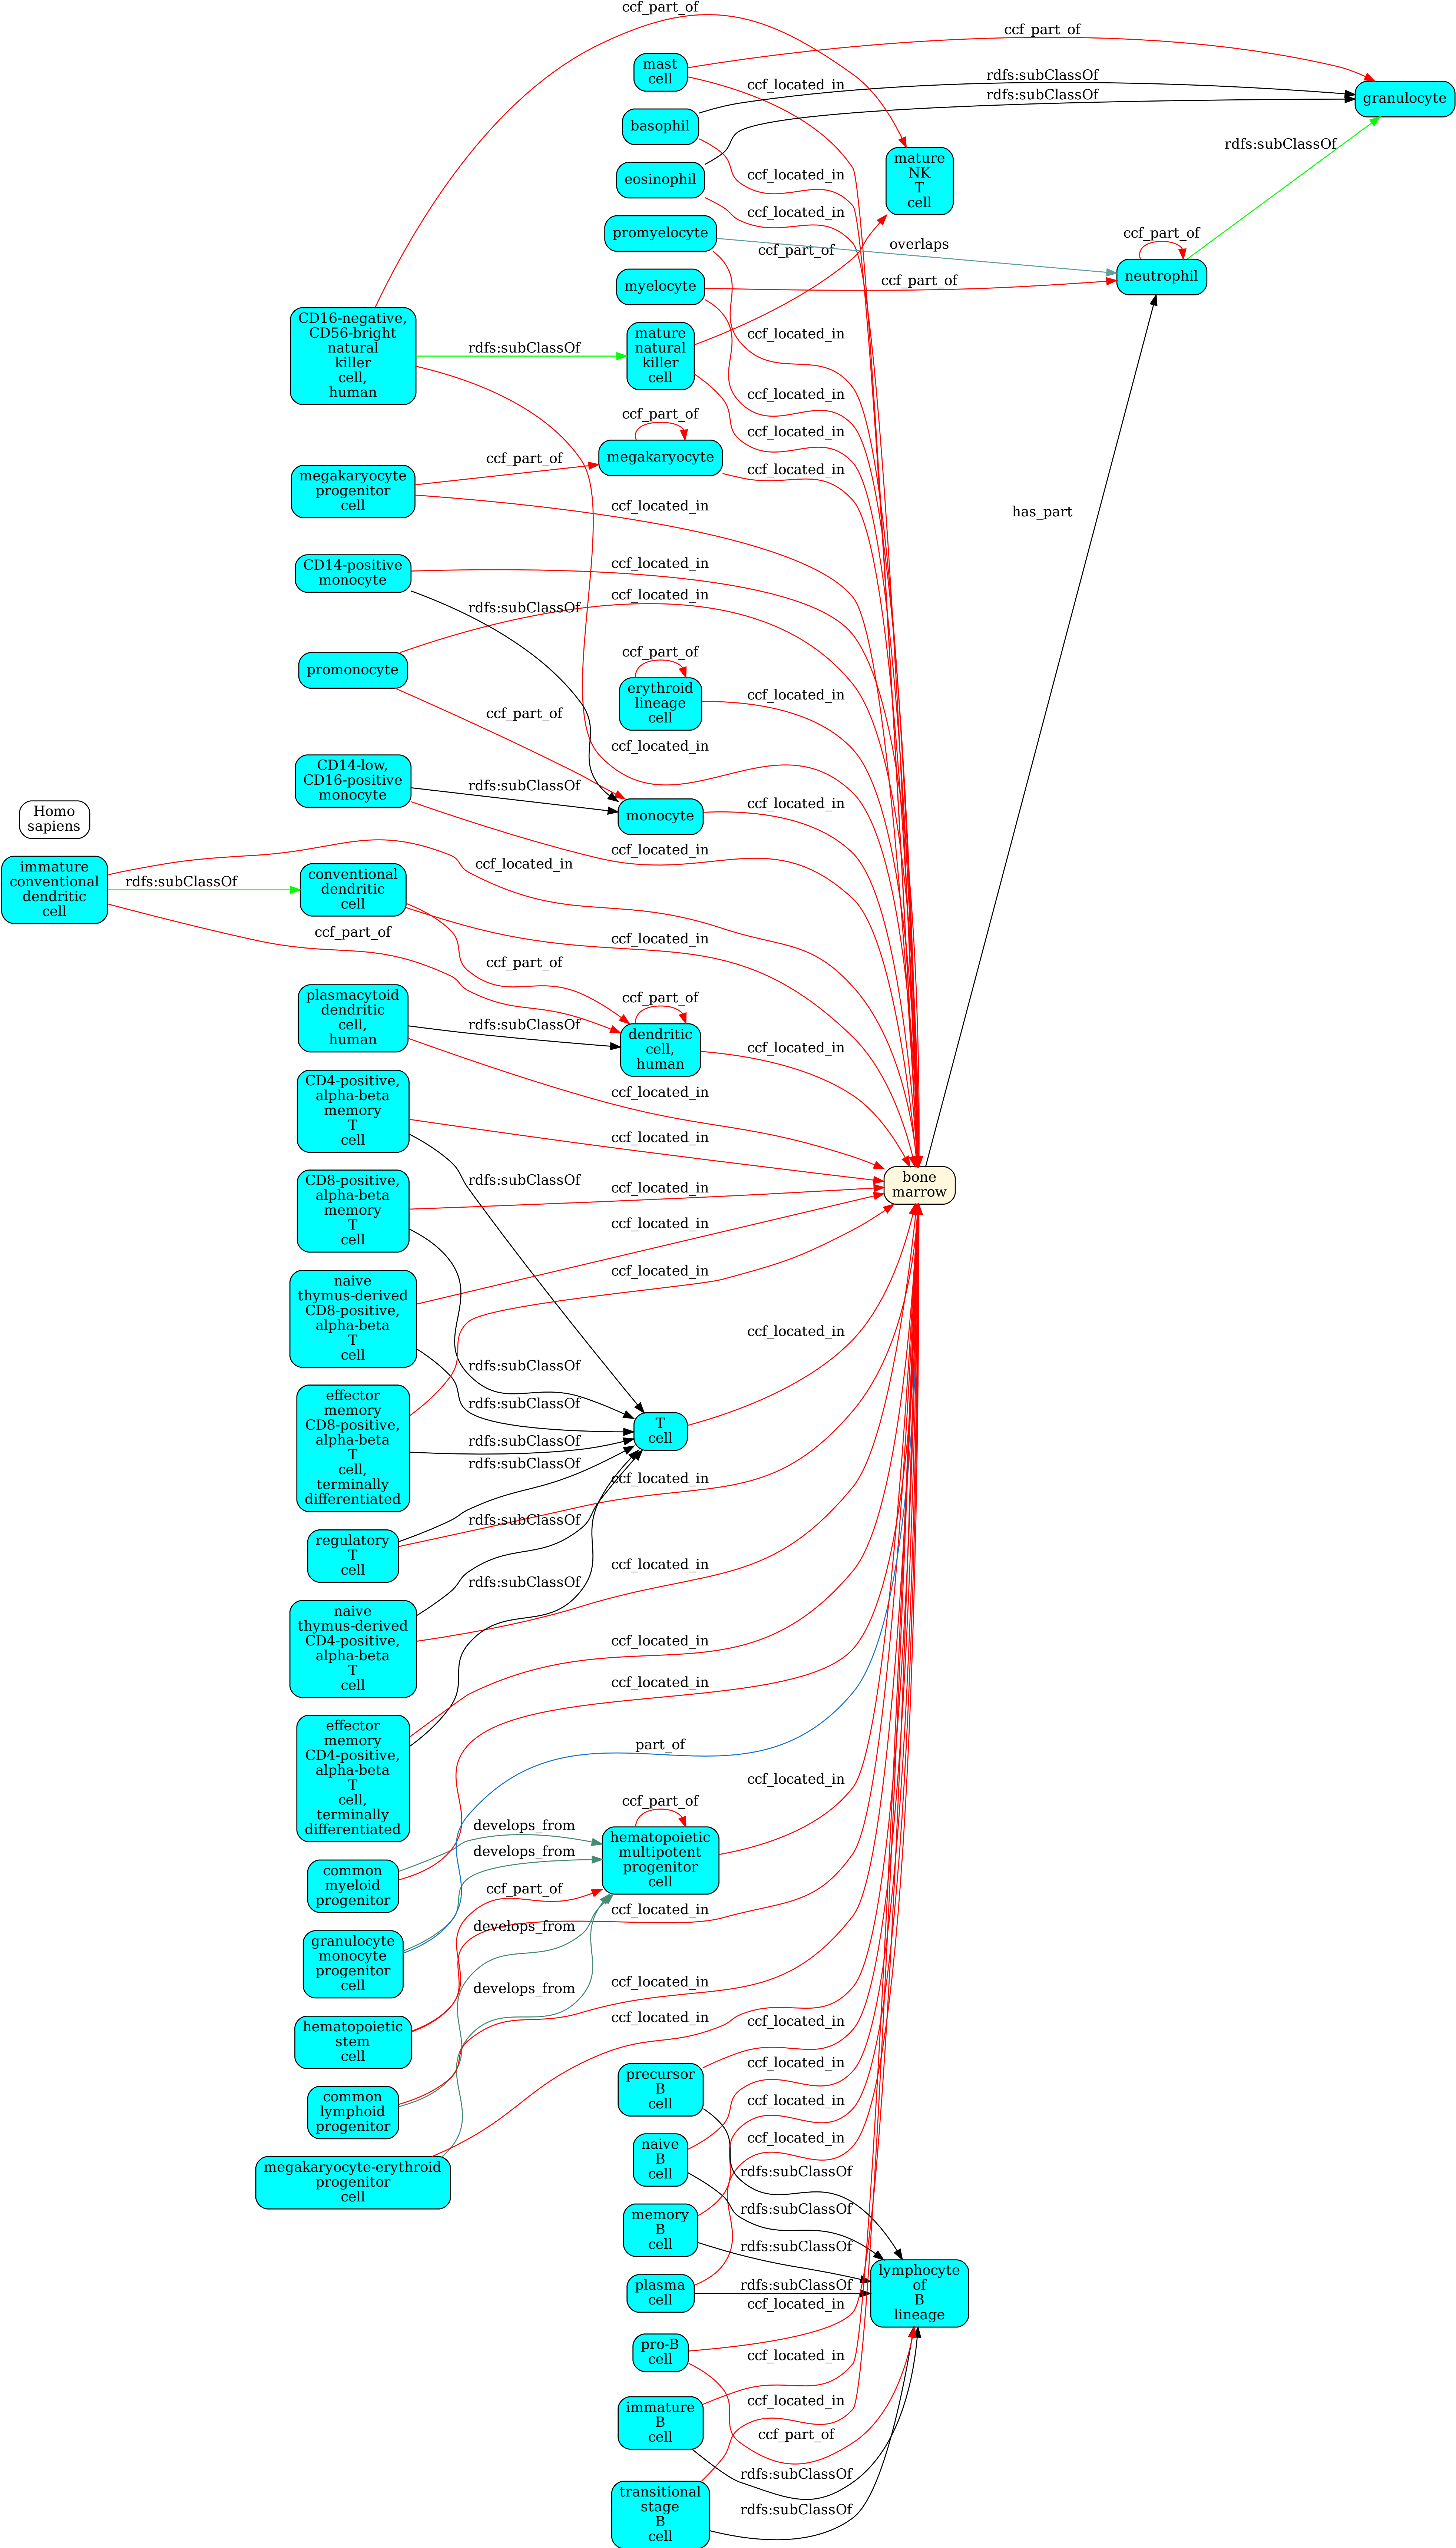 ccf_part_of
ccf_part_of
mast
cell
rdfs:subClassOf
ccf_located_in
rdfs:subClassOf
granulocyte
basophil
rdfs:subClassOf
mature
NK
T
cell
eosinophil
ccf_located_in
ccf_located_in
promyelocyte
ccf_part_of
overlaps
ccf_part_of
neutrophil
myelocyte
ccf_part_of
CD16-negative,
CD56-bright
natural
killer
cell,
human
rdfs:subClassOf
mature
natural
killer
cell
ccf_located_in
ccf_located_in
ccf_part_of
ccf_located_in
megakaryocyte
ccf_part_of
ccf_located_in
megakaryocyte
progenitor
cell
ccf_located_in
has_part
CD14-positive
monocyte
ccf_located_in
rdfs:subClassOf
ccf_located_in
promonocyte
ccf_part_of
erythroid
lineage
cell
ccf_located_in
ccf_part_of
ccf_located_in
CD14-low,
CD16-positive
monocyte
rdfs:subClassOf
monocyte
ccf_located_in
Homo
sapiens
ccf_located_in
immature
conventional
dendritic
cell
rdfs:subClassOf
ccf_located_in
conventional
dendritic
cell
ccf_part_of
ccf_located_in
ccf_part_of
plasmacytoid
dendritic
cell,
human
rdfs:subClassOf
ccf_part_of
dendritic
cell,
human
ccf_located_in
CD4-positive,
alpha-beta
memory
T
cell
ccf_located_in
ccf_located_in
CD8-positive,
alpha-beta
memory
T
cell
rdfs:subClassOf
ccf_located_in
bone
marrow
ccf_located_in
naive
thymus-derived
CD8-positive,
alpha-beta
T
cell
ccf_located_in
rdfs:subClassOf
ccf_located_in
effector
memory
CD8-positive,
alpha-beta
T
cell,
terminally
differentiated
rdfs:subClassOf
rdfs:subClassOf
rdfs:subClassOf
T
cell
ccf_located_in
regulatory
T
cell
rdfs:subClassOf
ccf_located_in
naive
thymus-derived
CD4-positive,
alpha-beta
T
cell
rdfs:subClassOf
ccf_located_in
effector
memory
CD4-positive,
alpha-beta
T
cell,
terminally
differentiated
ccf_located_in
part_of
ccf_located_in
common
myeloid
progenitor
develops_from
develops_from
ccf_part_of
hematopoietic
multipotent
progenitor
cell
granulocyte
monocyte
progenitor
cell
ccf_part_of
develops_from
ccf_located_in
hematopoietic
stem
cell
develops_from
ccf_located_in
ccf_located_in
ccf_located_in
common
lymphoid
progenitor
precursor
B
cell
ccf_located_in
megakaryocyte-erythroid
progenitor
cell
naive
B
cell
ccf_located_in
ccf_located_in
rdfs:subClassOf
memory
B
cell
rdfs:subClassOf
rdfs:subClassOf
plasma
cell
rdfs:subClassOf
ccf_located_in
lymphocyte
of
B
lineage
pro-B
cell
ccf_located_in
immature
B
cell
ccf_located_in
ccf_part_of
rdfs:subClassOf
transitional
stage
B
cell
rdfs:subClassOf